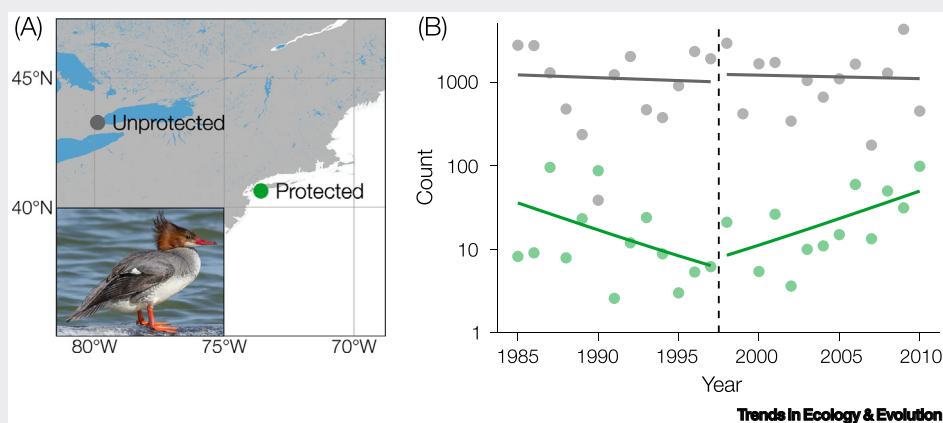 (A)
45°N
40°N
Unprotected
Protected
80°W 75°W 70°W
(B)
Count
1000
100
10
1
1985 1990 1995 2000 2005 2010
Year
Trends in Ecology & Evolution